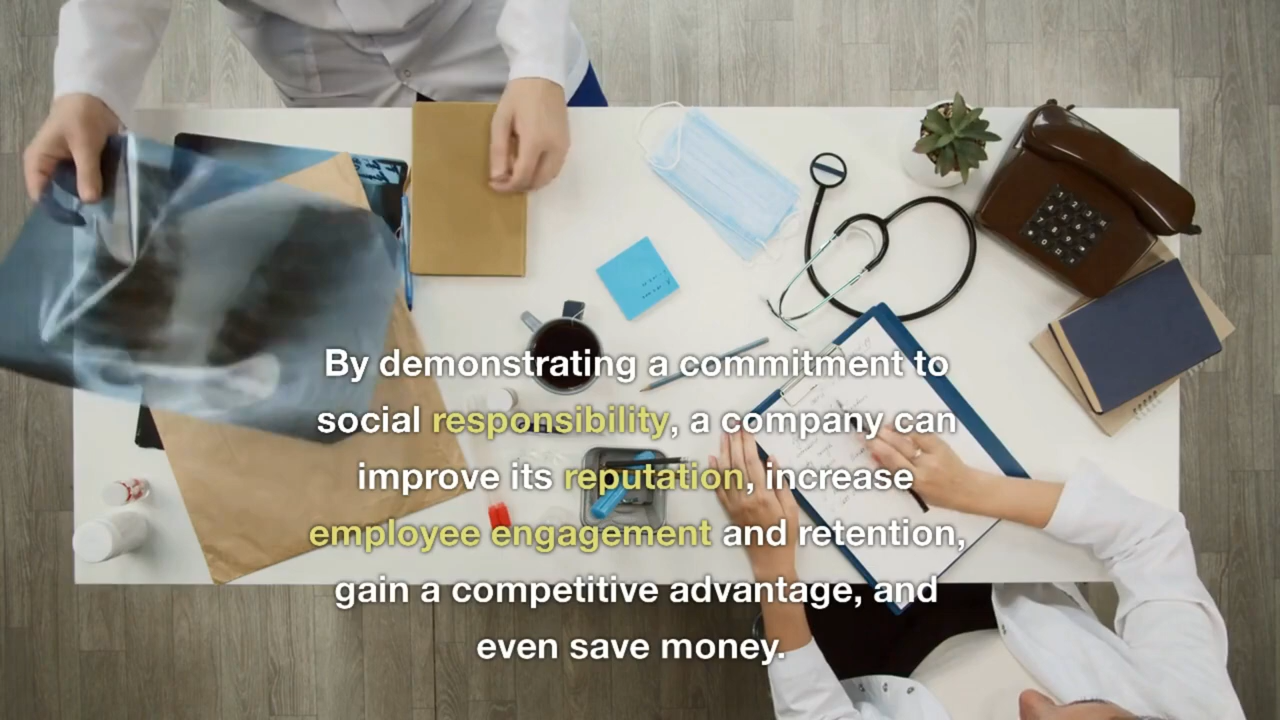 By demonstrating a commitment to
social responsibility, a company can
improve its reputation, increase
employee engagement and retention,
gain a competitive advantage, and
even save money.